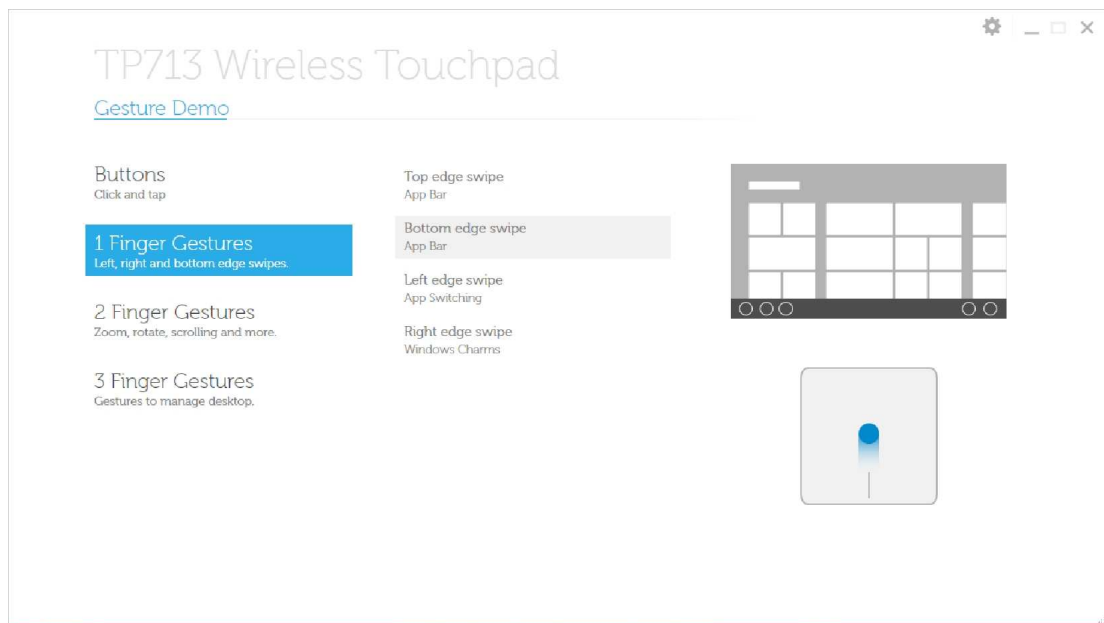 TP713 Wireless Touchpad
Gesture Demo
Buttons
Click and tap
1 Finger Gestures
Left, right and bottom edge swipes.
2 Finger Gestures
Zoom, rotate, scrolling and more.
3 Finger Gestures
Gestures to manage desktop.
Top edge swipe
App Bar
Bottom edge swipe
App Bar
Left edge swipe
App Switching
Right edge swipe
Windows Charms